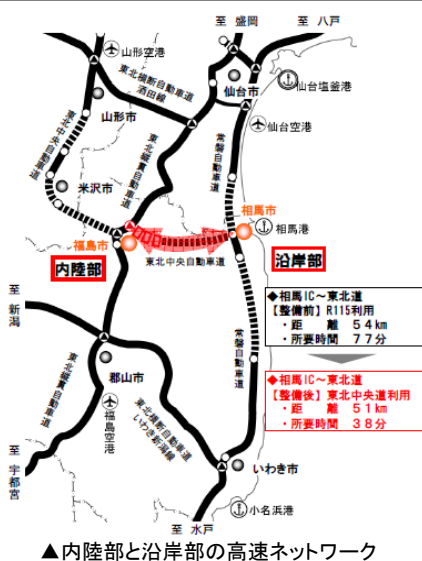 至 盛岡
至 八戸
山形空港
東北横断自動車道
酒田線
仙台市
仙台塩釜港
山形市
仙台空港
東北中央自動車道
東北縦貫自動車道
常磐自動車道
米沢市
相馬市
相馬港
福島市
東北中央自動車道
内陸部
沿岸部
至 新潟
◆相馬IC～東北道
【整備前】R115利用
・距　離　５４km
・所要時間　７７分
常磐自動車道
◆相馬IC～東北道
【整備後】東北中央道利用
・距　離　５１km
・所要時間　３８分
郡山市
東北縦貫自動車道
福島空港
東北横断自動車道
いわき新潟線
至 宇都宮
いわき市
小名浜港
至 水戸
▲内陸部と沿岸部の高速ネットワーク